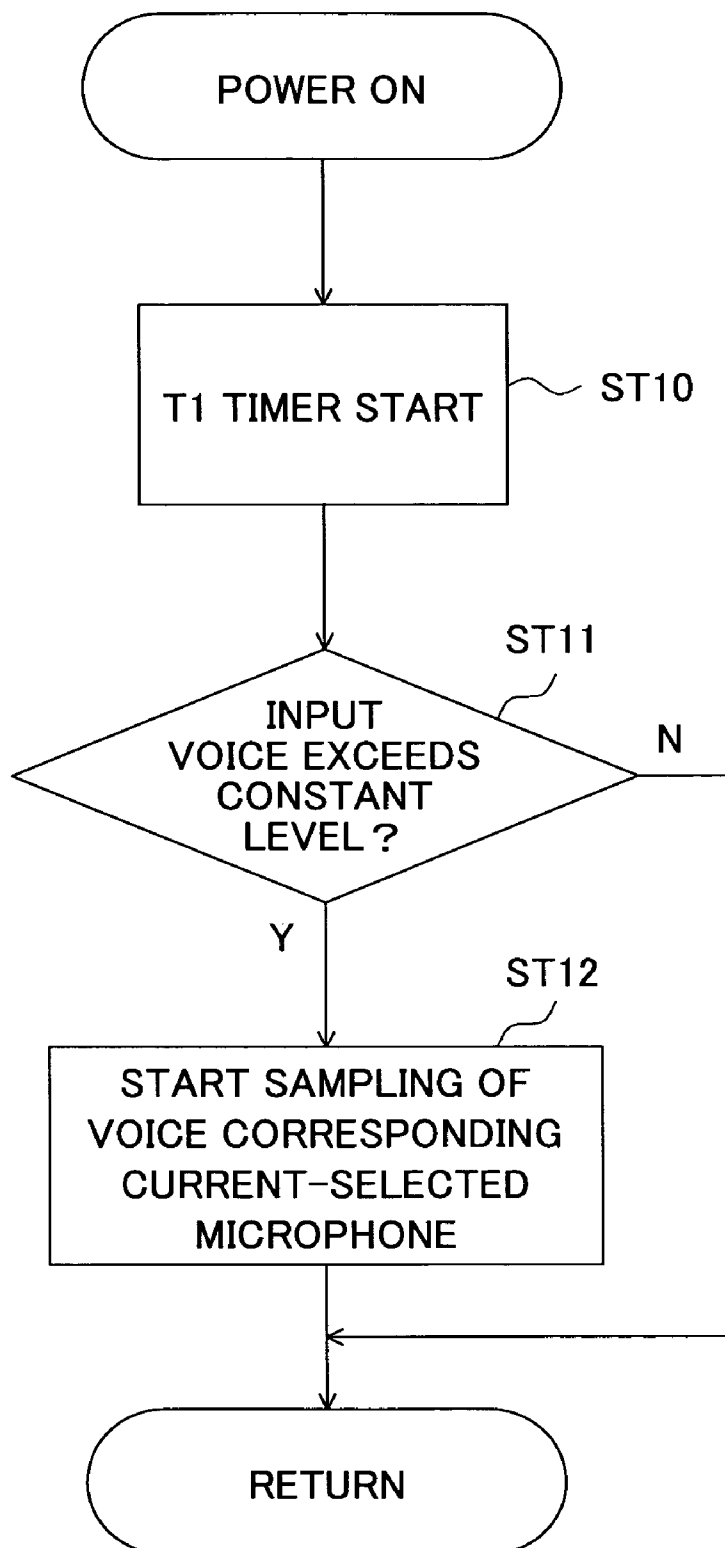 POWER ON
T1 TIMER START
ST10
ST11
INPUT
VOICE EXCEEDS
CONSTANT
LEVEL?
N
Y
ST12
START SAMPLING OF
VOICE CORRESPONDING
CURRENT-SELECTED
MICROPHONE
RETURN